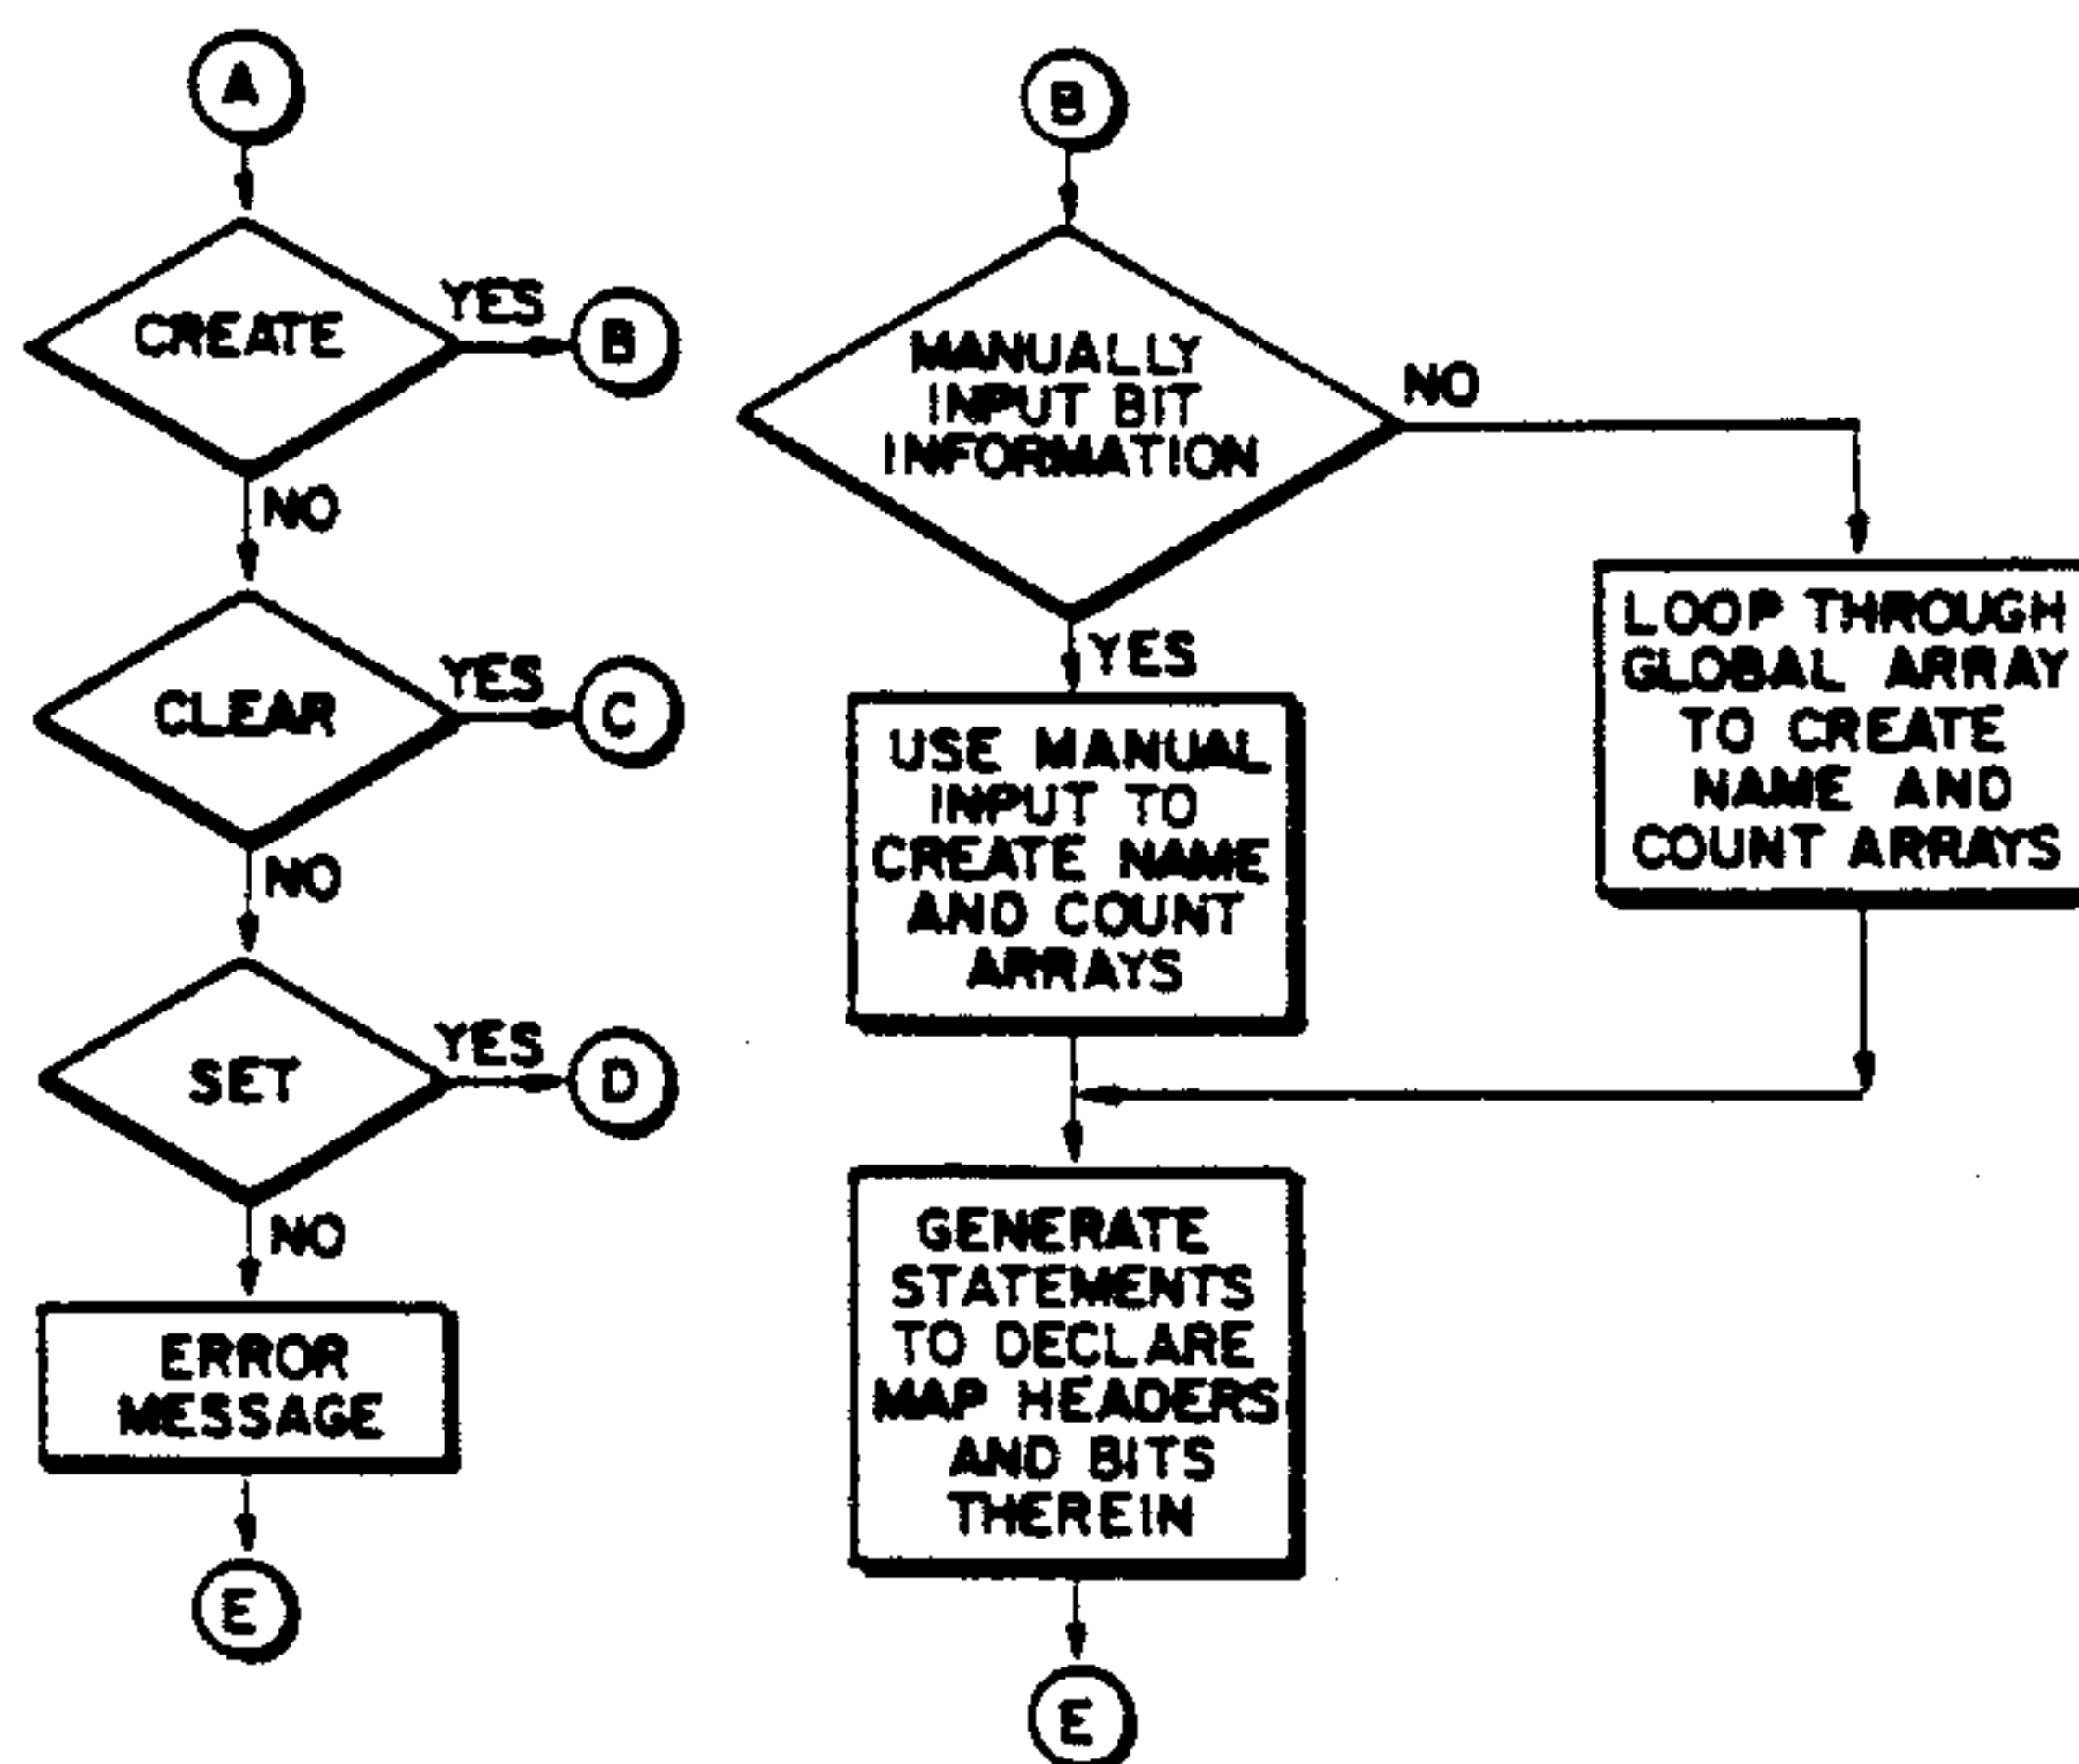 A
CREATE
YES
B
NO
CLEAR
YES
C
NO
SET
YES
D
NO
ERROR
MESSAGE
E
B
MANUALLY
INPUT BIT
INFORMATION
NO
YES
USE MANUAL
INPUT TO
CREATE NAME
AND COUNT
ARRAYS
LOOP THROUGH
GLOBAL ARRAY
TO CREATE
NAME AND
COUNT ARRAYS
GENERATE
STATEMENTS
TO DECLARE
MAP HEADERS
AND BITS
THEREIN
E